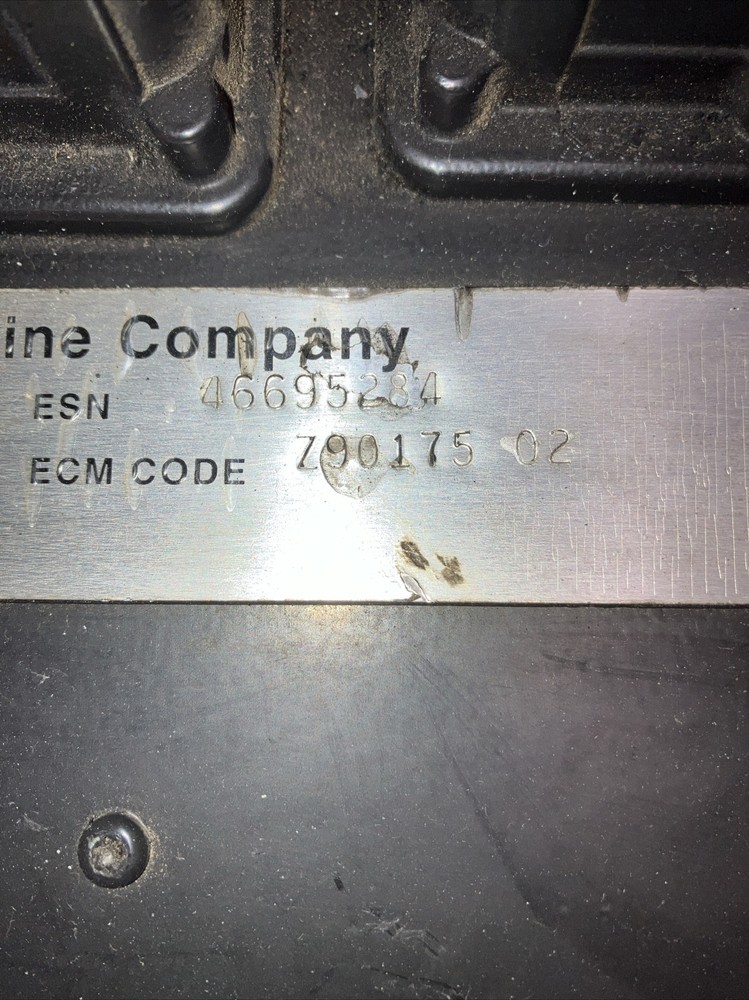 ine Company
ESN 46695284
ECM CODE Z90175 02